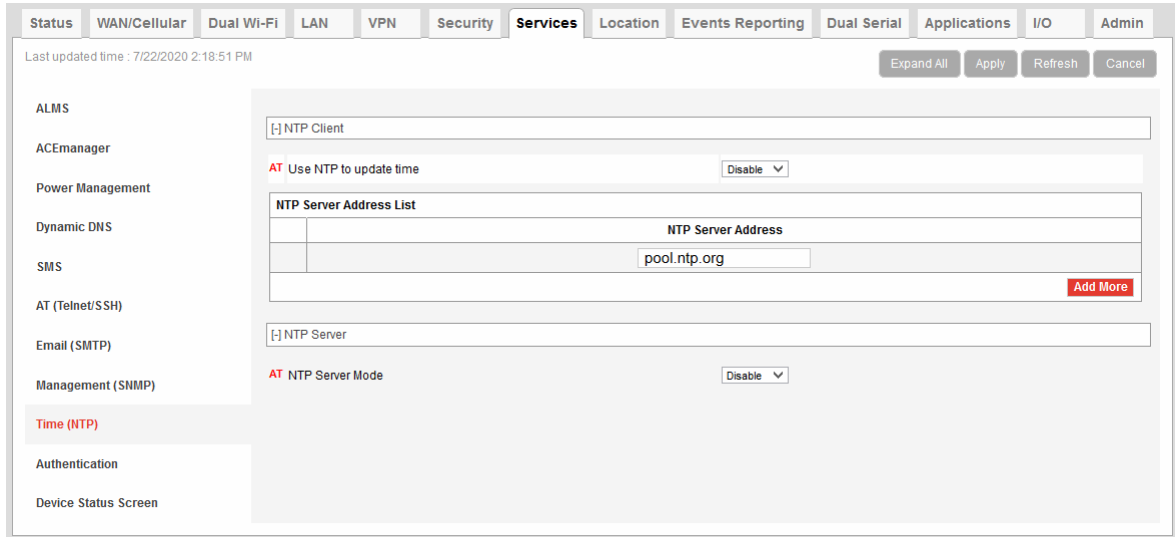 Status WAN/Cellular Dual Wi-Fi LAN VPN Security Services Location Events Reporting Dual Serial Applications I/O Admin
Last updated time : 7/22/2020 2:18:51 PM
Expand All Apply Refresh Cancel
ALMS
ACEmanager
Power Management
Dynamic DNS
SMS
AT (Telnet/SSH)
Email (SMTP)
Management (SNMP)
Time (NTP)
Authentication
Device Status Screen
[-] NTP Client
AT Use NTP to update time Disable
NTP Server Address List
NTP Server Address
pool.ntp.org
Add More
[-] NTP Server
AT NTP Server Mode Disable